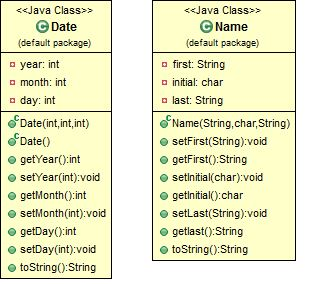 <<Java Class>>
Date
(default package)
year: int
month: int
day: int
Date(int,int,int)
Date()
getYear():int
setYear(int):void
getMonth():int
setMonth(int):void
getDay():int
setDay(int):void
toString():String
<<Java Class>>
Name
(default package)
first: String
initial: char
last: String
Name(String,char,String)
setFirst(String):void
getFirst():String
setInitial(char):void
getInitial():char
setLast(String):void
getlast():String
toString():String